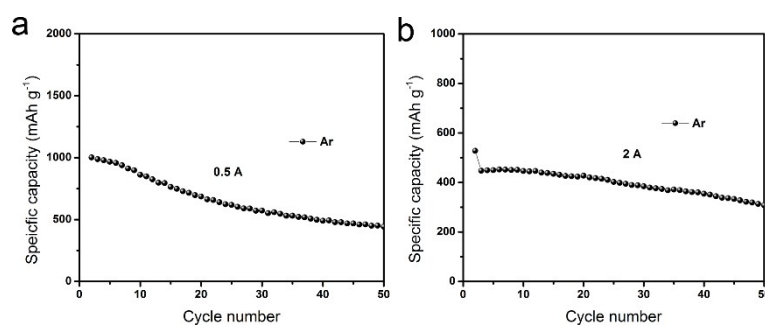 a
2000
1500
1000
500
0
0 10 20 30 40 50
Speicfic capacity (mAh g-1)
Cycle number
Ar
0.5 A
b
1000
800
600
400
200
0
0 10 20 30 40 50
Specific capacity (mAh g-1)
Cycle number
Ar
2 A